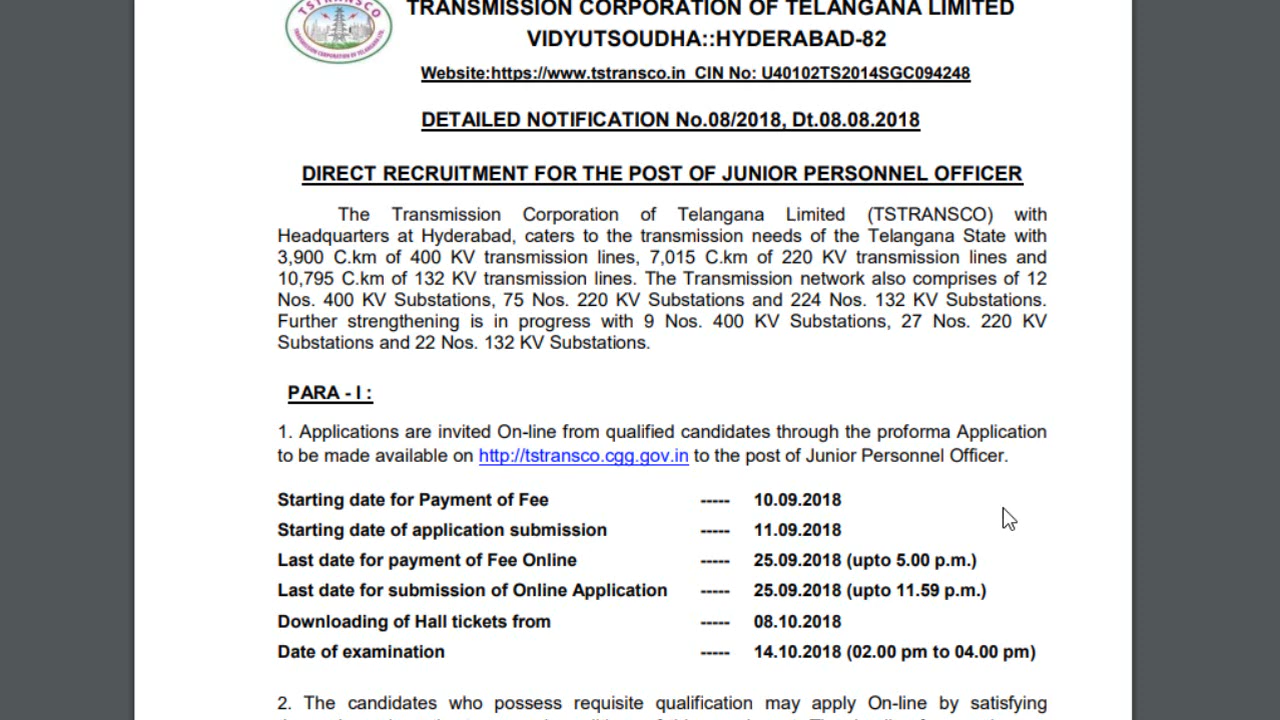 TSTRANSCO
TRANSMISSION CORPORATION OF TELANGANA LIMITED
VIDYUTSOUDHA::HYDERABAD-82
Website:https://www.tstransco.in CIN No: U40102TS2014SGC094248
DETAILED NOTIFICATION No.08/2018, Dt.08.08.2018
DIRECT RECRUITMENT FOR THE POST OF JUNIOR PERSONNEL OFFICER
The Transmission Corporation of Telangana Limited (TSTRANSCO) with
Headquarters at Hyderabad, caters to the transmission needs of the Telangana State with
3,900 C.km of 400 KV transmission lines, 7,015 C.km of 220 KV transmission lines and
10,795 C.km of 132 KV transmission lines. The Transmission network also comprises of 12
Nos. 400 KV Substations, 75 Nos. 220 KV Substations and 224 Nos. 132 KV Substations.
Further strengthening is in progress with 9 Nos. 400 KV Substations, 27 Nos. 220 KV
Substations and 22 Nos. 132 KV Substations.
PARA - I :
1. Applications are invited On-line from qualified candidates through the proforma Application
to be made available on http://tstransco.cgg.gov.in to the post of Junior Personnel Officer.
Starting date for Payment of Fee ----- 10.09.2018
Starting date of application submission ----- 11.09.2018
Last date for payment of Fee Online ----- 25.09.2018 (upto 5.00 p.m.)
Last date for submission of Online Application ----- 25.09.2018 (upto 11.59 p.m.)
Downloading of Hall tickets from ----- 08.10.2018
Date of examination ----- 14.10.2018 (02.00 pm to 04.00 pm)
2. The candidates who possess requisite qualification may apply On-line by satisfying